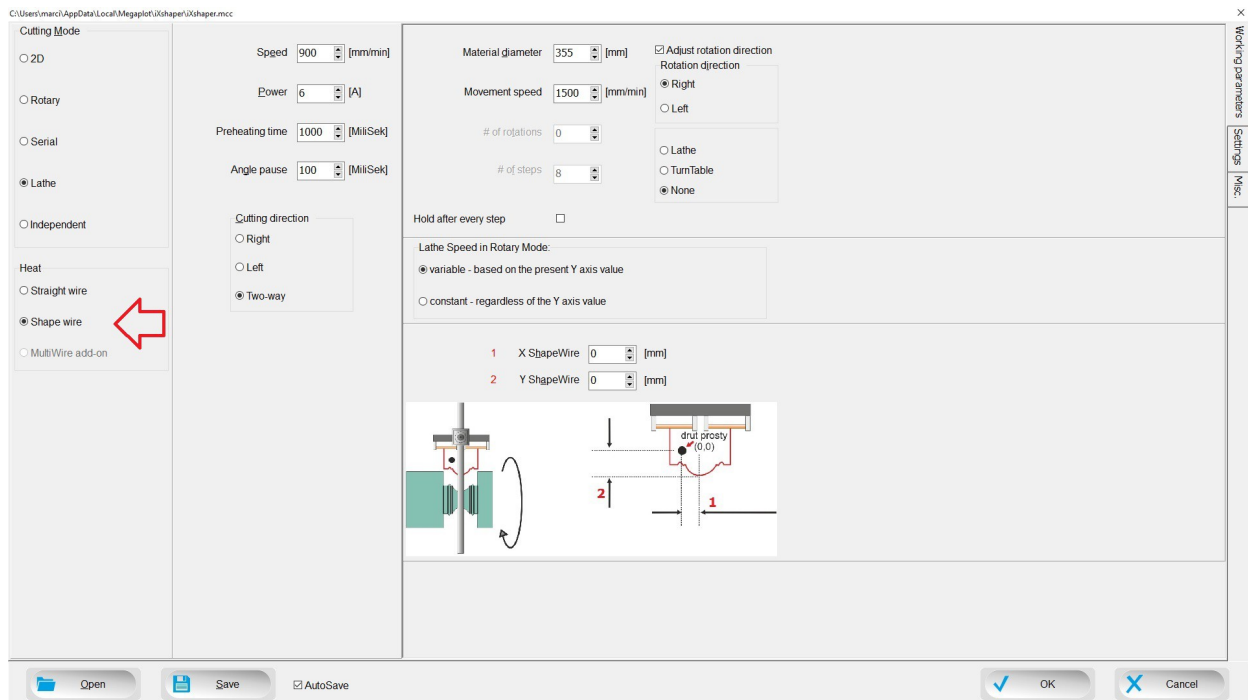 C:\Users\marci\AppData\Local\Megaplot\iXshaper\iXshaper.mcc
Cutting Mode
2D
Rotary
Serial
Lathe
Independent
Heat
Straight wire
Shape wire
MultiWire add-on
Speed 900 [mm/min]
Power 6 [A]
Preheating time 1000 [MiliSek]
Angle pause 100 [MiliSek]
Cutting direction
Right
Left
Two-way
Material diameter 355 [mm]
Movement speed 1500 [mm/min]
# of rotations 0
# of steps 8
Hold after every step
Adjust rotation direction
Rotation direction
Right
Left
Lathe
TurnTable
None
Lathe Speed in Rotary Mode:
variable - based on the present Y axis value
constant - regardless of the Y axis value
1 X ShapeWire 0 [mm]
2 Y ShapeWire 0 [mm]
drut prosty
(0,0)
2
1
Working parameters
Settings
Misc.
Open
Save
AutoSave
OK
Cancel